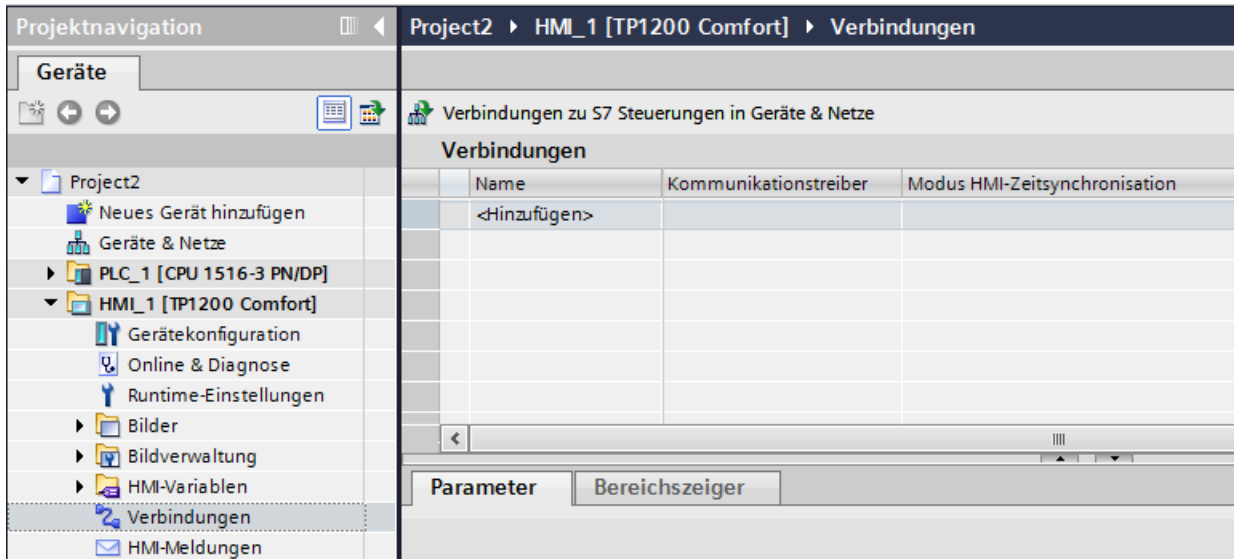 Projektnavigation
Geräte
Project2
Neues Gerät hinzufügen
Geräte & Netze
PLC_1 [CPU 1516-3 PN/DP]
HMI_1 [TP1200 Comfort]
Gerätekonfiguration
Online & Diagnose
Runtime-Einstellungen
Bilder
Bildverwaltung
HMI-Variablen
Verbindungen
HMI-Meldungen
Project2 HMI_1 [TP1200 Comfort] Verbindungen
Verbindungen zu S7 Steuerungen in Geräte & Netze
Verbindungen
Name Kommunikationstreiber Modus HMI-Zeitsynchronisation
<Hinzufügen>
Parameter Bereichszeiger